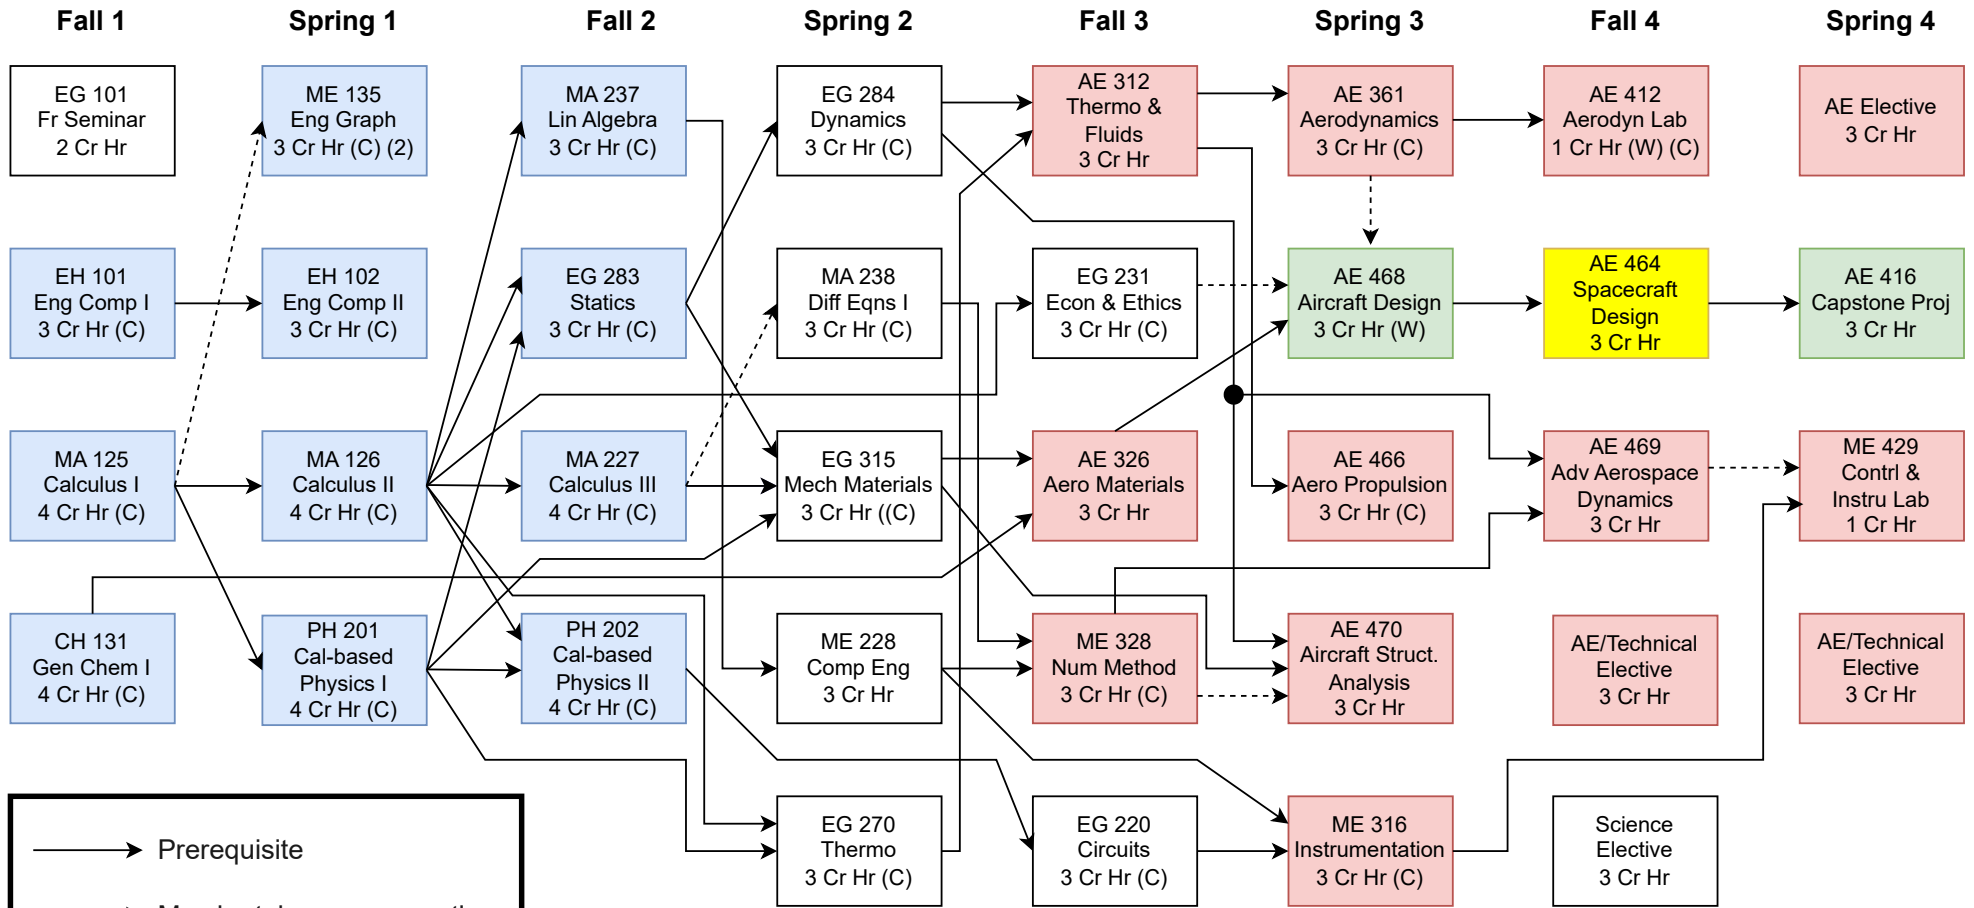 Fall 1
Spring 1
Fall 2
Spring 2
Fall 3
Spring 3
Fall 4
Spring 4
EG 101
Fr Seminar
2 Cr Hr
ME 135
Eng Graph
3 Cr Hr (C) (2)
MA 237
Lin Algebra
3 Cr Hr (C)
EG 284
Dynamics
3 Cr Hr (C)
AE 312
Thermo &
Fluids
3 Cr Hr
AE 361
Aerodynamics
3 Cr Hr (C)
AE 412
Aerodyn Lab
1 Cr Hr (W) (C)
AE Elective
3 Cr Hr
EH 101
Eng Comp I
3 Cr Hr (C)
EH 102
Eng Comp II
3 Cr Hr (C)
EG 283
Statics
3 Cr Hr (C)
MA 238
Diff Eqns I
3 Cr Hr (C)
EG 231
Econ & Ethics
3 Cr Hr (C)
AE 468
Aircraft Design
3 Cr Hr (W)
AE 464
Spacecraft
Design
3 Cr Hr
AE 416
Capstone Proj
3 Cr Hr
MA 125
Calculus I
4 Cr Hr (C)
MA 126
Calculus II
4 Cr Hr (C)
MA 227
Calculus III
4 Cr Hr (C)
EG 315
Mech Materials
3 Cr Hr ((C)
AE 326
Aero Materials
3 Cr Hr
AE 466
Aero Propulsion
3 Cr Hr (C)
AE 469
Adv Aerospace
Dynamics
3 Cr Hr
ME 429
Contrl &
Instru Lab
1 Cr Hr
CH 131
Gen Chem I
4 Cr Hr (C)
PH 201
Cal-based
Physics I
4 Cr Hr (C)
PH 202
Cal-based
Physics II
4 Cr Hr (C)
ME 228
Comp Eng
3 Cr Hr
ME 328
Num Method
3 Cr Hr (C)
AE 470
Aircraft Struct.
Analysis
3 Cr Hr
AE/Technical
Elective
3 Cr Hr
AE/Technical
Elective
3 Cr Hr
Prerequisite
EG 270
Thermo
3 Cr Hr (C)
EG 220
Circuits
3 Cr Hr (C)
ME 316
Instrumentation
3 Cr Hr (C)
Science
Elective
3 Cr Hr